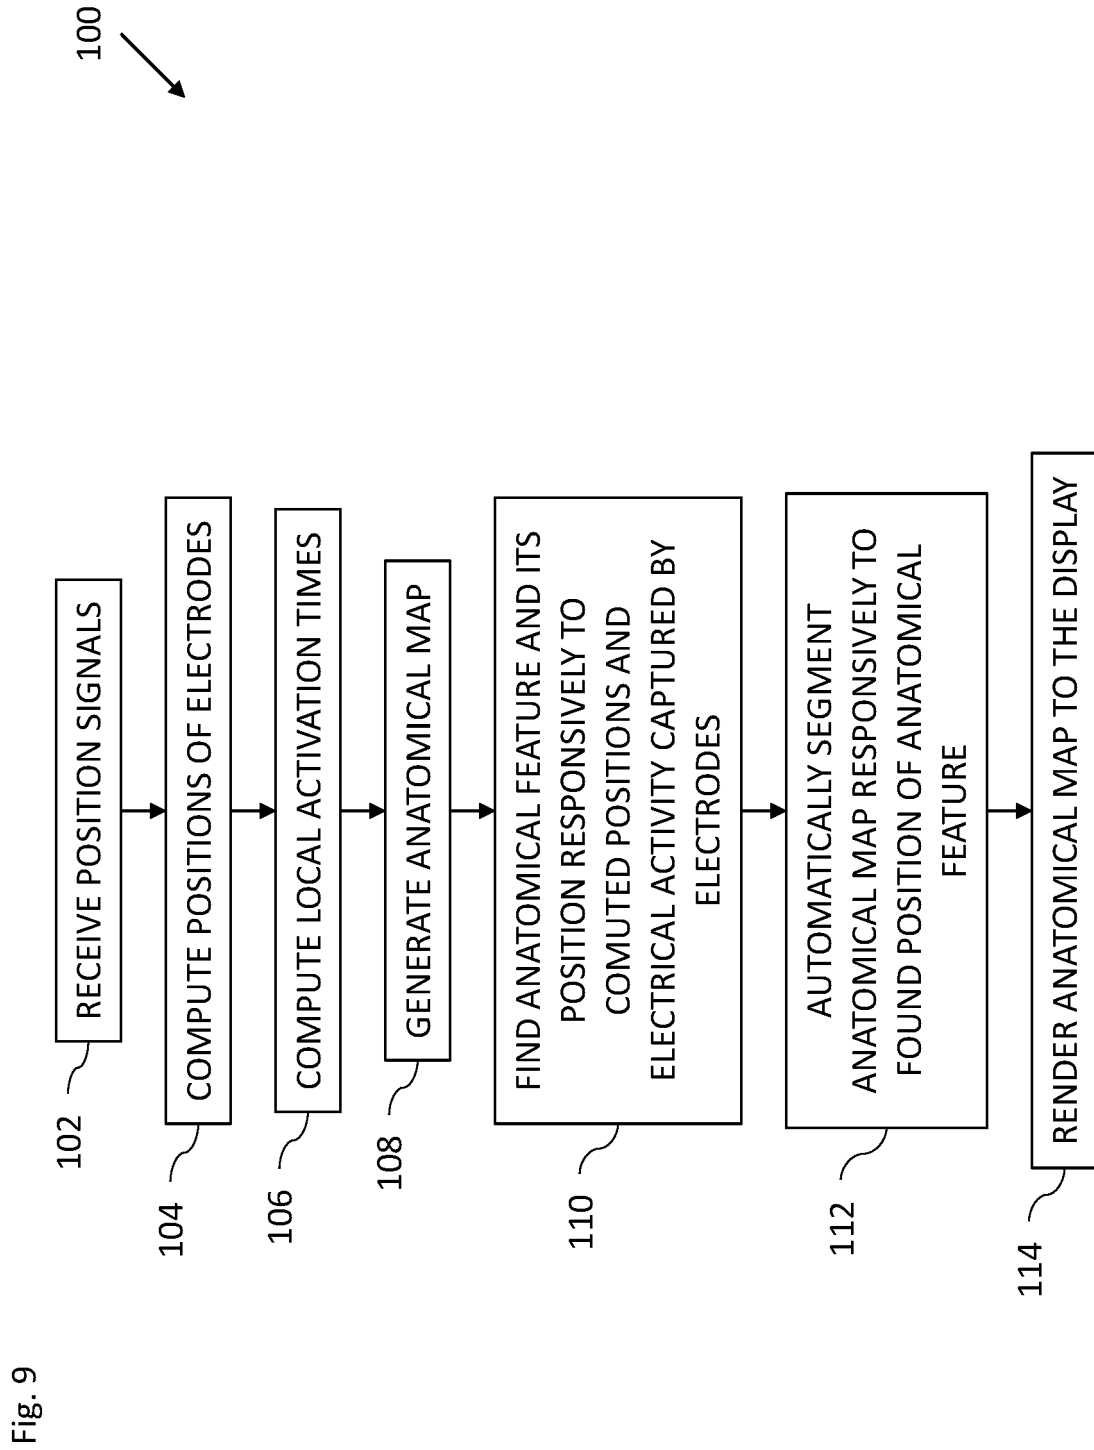 Fig. 9
100
102
RECEIVE POSITION SIGNALS
104
COMPUTE POSITIONS OF ELECTRODES
106
COMPUTE LOCAL ACTIVATION TIMES
108
GENERATE ANATOMICAL MAP
110
FIND ANATOMICAL FEATURE AND ITS
POSITION RESPONSIVELY TO
COMUTED POSITIONS AND
ELECTRICAL ACTIVITY CAPTURED BY
ELECTRODES
112
AUTOMATICALLY SEGMENT
ANATOMICAL MAP RESPONSIVELY TO
FOUND POSITION OF ANATOMICAL
FEATURE
114
RENDER ANATOMICAL MAP TO THE DISPLAY